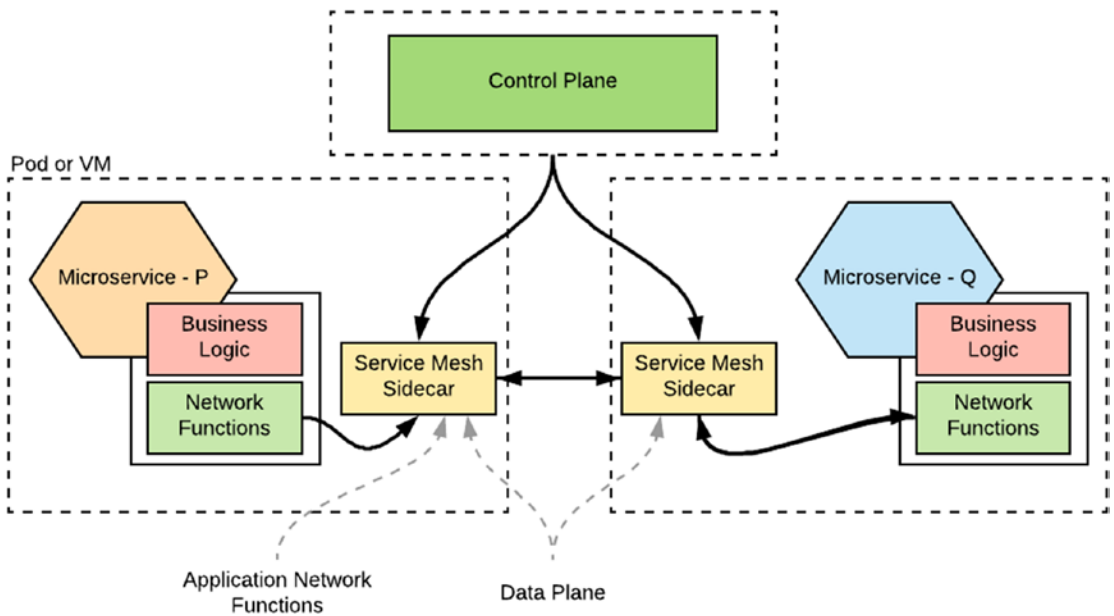 Control Plane
Pod or VM
Microservice - P
Business
Logic
Network
Functions
Service Mesh
Sidecar
Service Mesh
Sidecar
Microservice - Q
Business
Logic
Network
Functions
Application Network
Functions
Data Plane